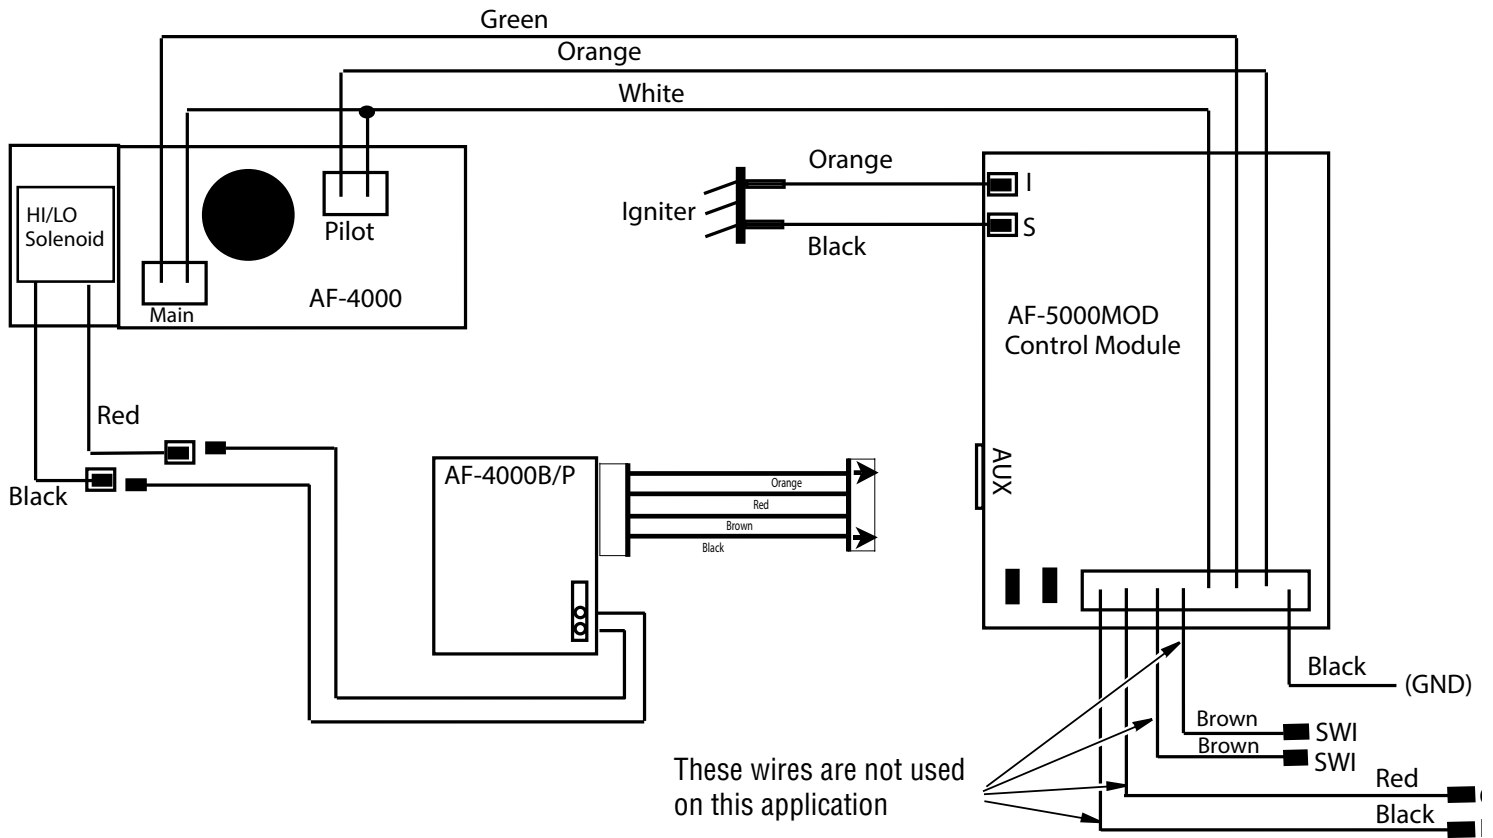 Green
Orange
White
Orange
I
HI/LO
Solenoid
Igniter
S
Pilot
Black
AF-4000
Main
AF-5000MOD
Control Module
Red
AF-4000B/P
AUX
Black
Orange
Red
Brown
Black
Black
(GND)
Brown
SWI
Brown
SWI
These wires are not used
on this application
Red
Black